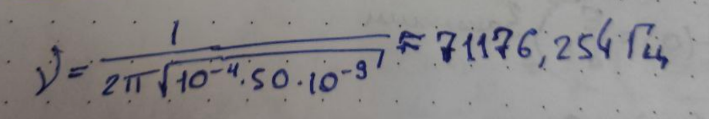 ν = 1 / (2π√(10⁻⁴ · 50 · 10⁻⁹)) ≈ 71176,254 Гц